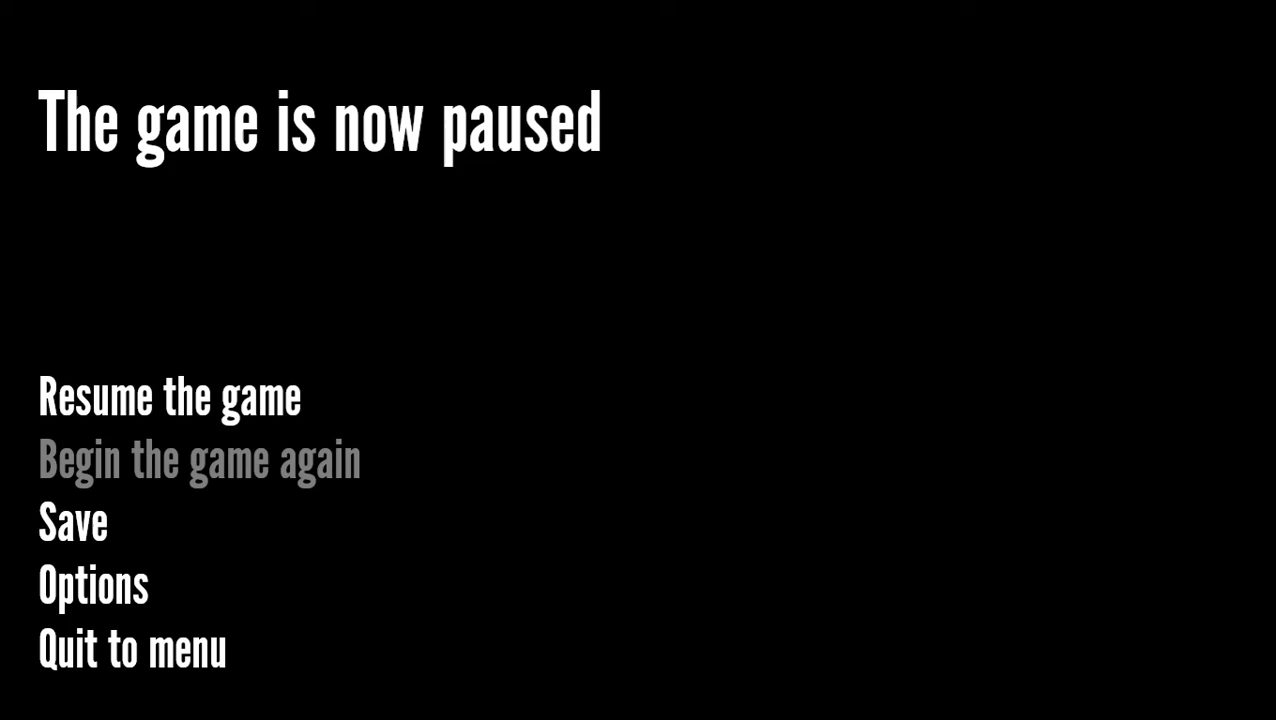 The game is now paused
Resume the game
Begin the game again
Save
Options
Quit to menu